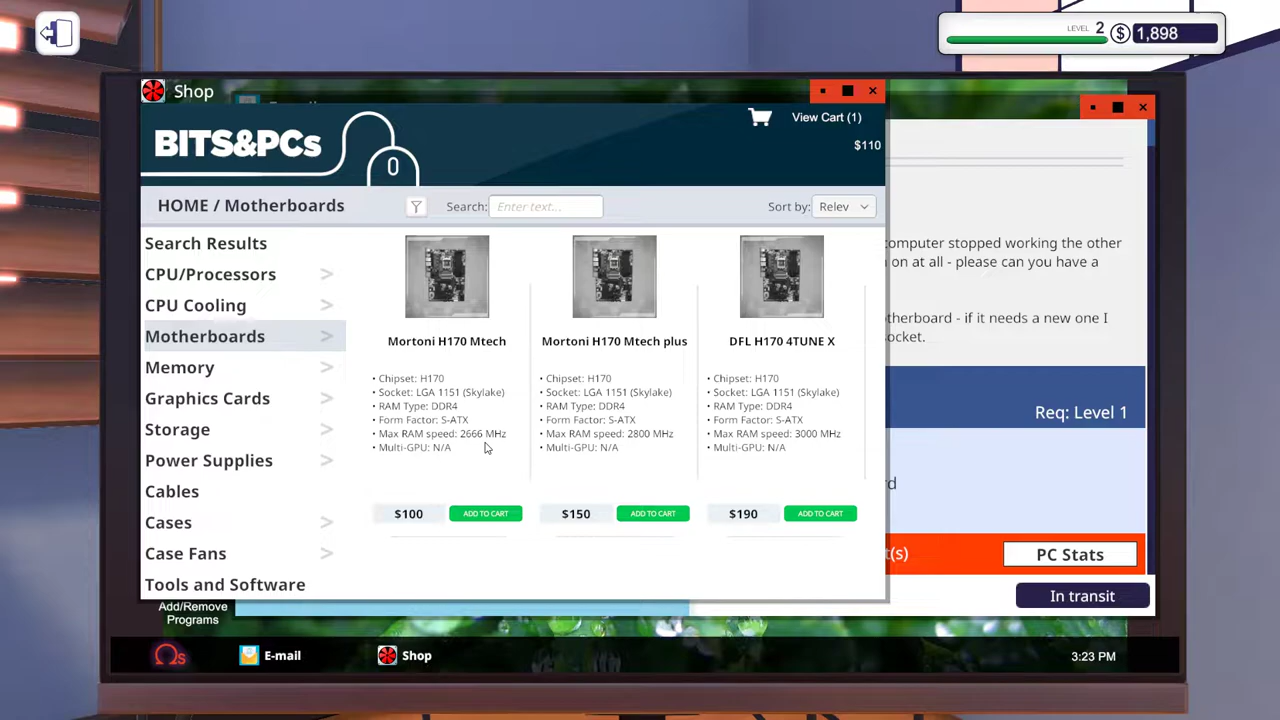 LEVEL 2
$ 1,898
Shop
BITS&PCs
View Cart (1)
$110
HOME / Motherboards
Search: Enter text...
Sort by: Relev
Search Results
CPU/Processors >
CPU Cooling >
Motherboards >
Memory >
Graphics Cards >
Storage >
Power Supplies >
Cables
Cases >
Case Fans >
Tools and Software
Mortoni H170 Mtech
• Chipset: H170
• Socket: LGA 1151 (Skylake)
• RAM Type: DDR4
• Form Factor: S-ATX
• Max RAM speed: 2666 MHz
• Multi-GPU: N/A
$100 ADD TO CART
Mortoni H170 Mtech plus
• Chipset: H170
• Socket: LGA 1151 (Skylake)
• RAM Type: DDR4
• Form Factor: S-ATX
• Max RAM speed: 2800 MHz
• Multi-GPU: N/A
$150 ADD TO CART
DFL H170 4TUNE X
• Chipset: H170
• Socket: LGA 1151 (Skylake)
• RAM Type: DDR4
• Form Factor: S-ATX
• Max RAM speed: 3000 MHz
• Multi-GPU: N/A
$190 ADD TO CART
computer stopped working the other
on at all - please can you have a
otherboard - if it needs a new one I
socket.
Req: Level 1
rd
t(s)
PC Stats
In transit
Add/Remove
Programs
Ωs
E-mail
Shop
3:23 PM